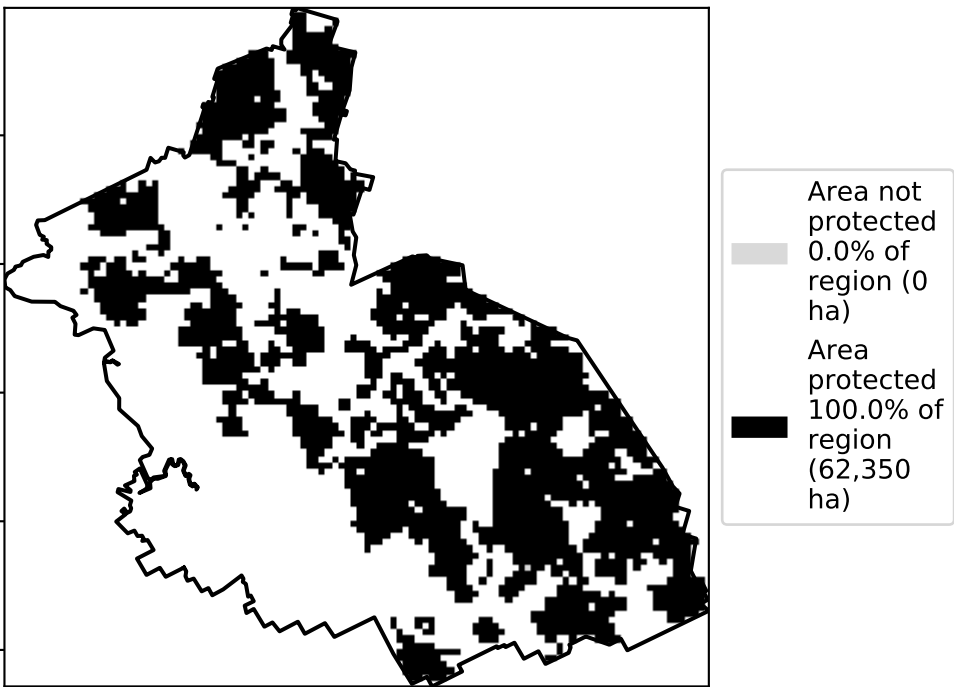 Area not
protected
0.0% of
region (0
ha)
Area
protected
100.0% of
region
(62,350
ha)